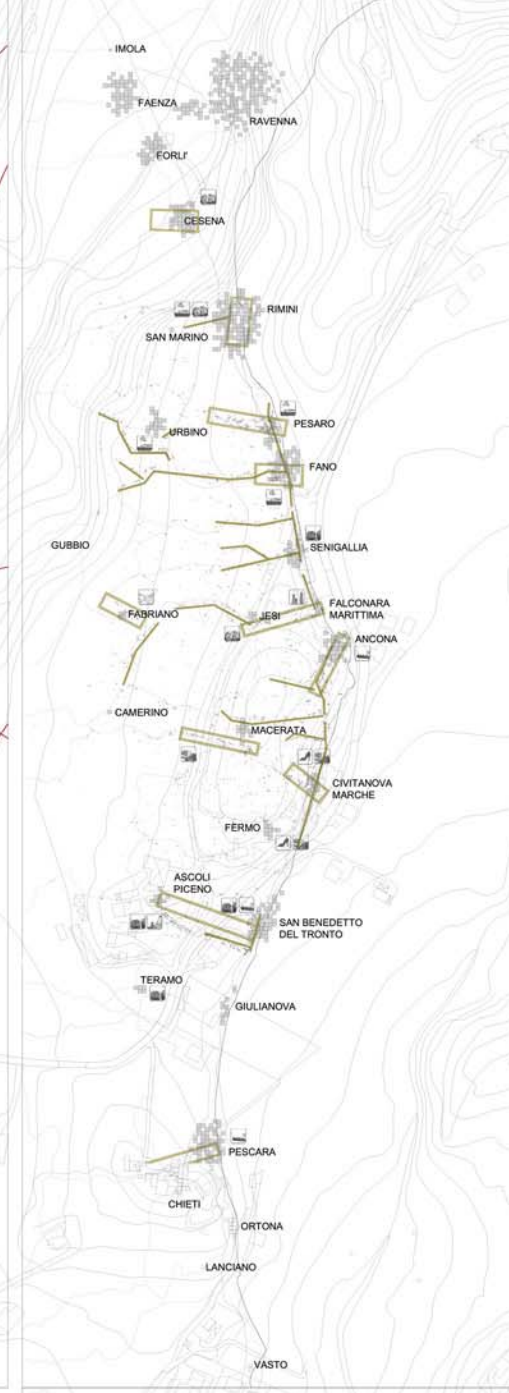 IMOLA
FAENZA
RAVENNA
FORLI'
CESENA
RIMINI
SAN MARINO
PESARO
URBINO
FANO
GUBBIO
SENIGALLIA
FALCONARA
MARITTIMA
FABRIANO
JESI
ANCONA
CAMERINO
MACERATA
CIVITANOVA
MARCHE
FERMO
ASCOLI
PICENO
SAN BENEDETTO
DEL TRONTO
TERAMO
GIULIANOVA
PESCARA
CHIETI
ORTONA
LANCIANO
VASTO